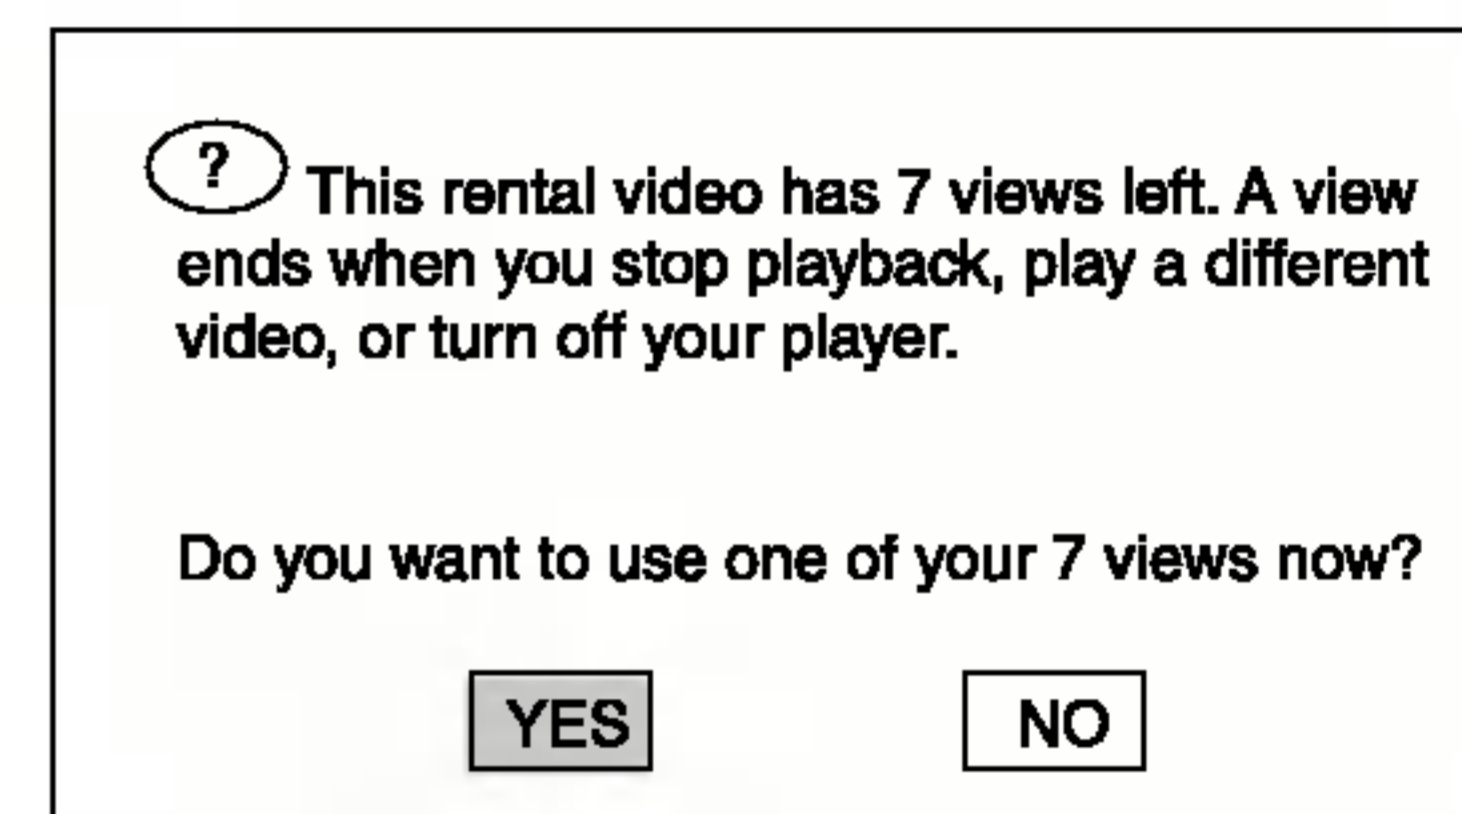 ? This rental video has 7 views left. A view
ends when you stop playback, play a different
video, or turn off your player.
Do you want to use one of your 7 views now?
YES NO